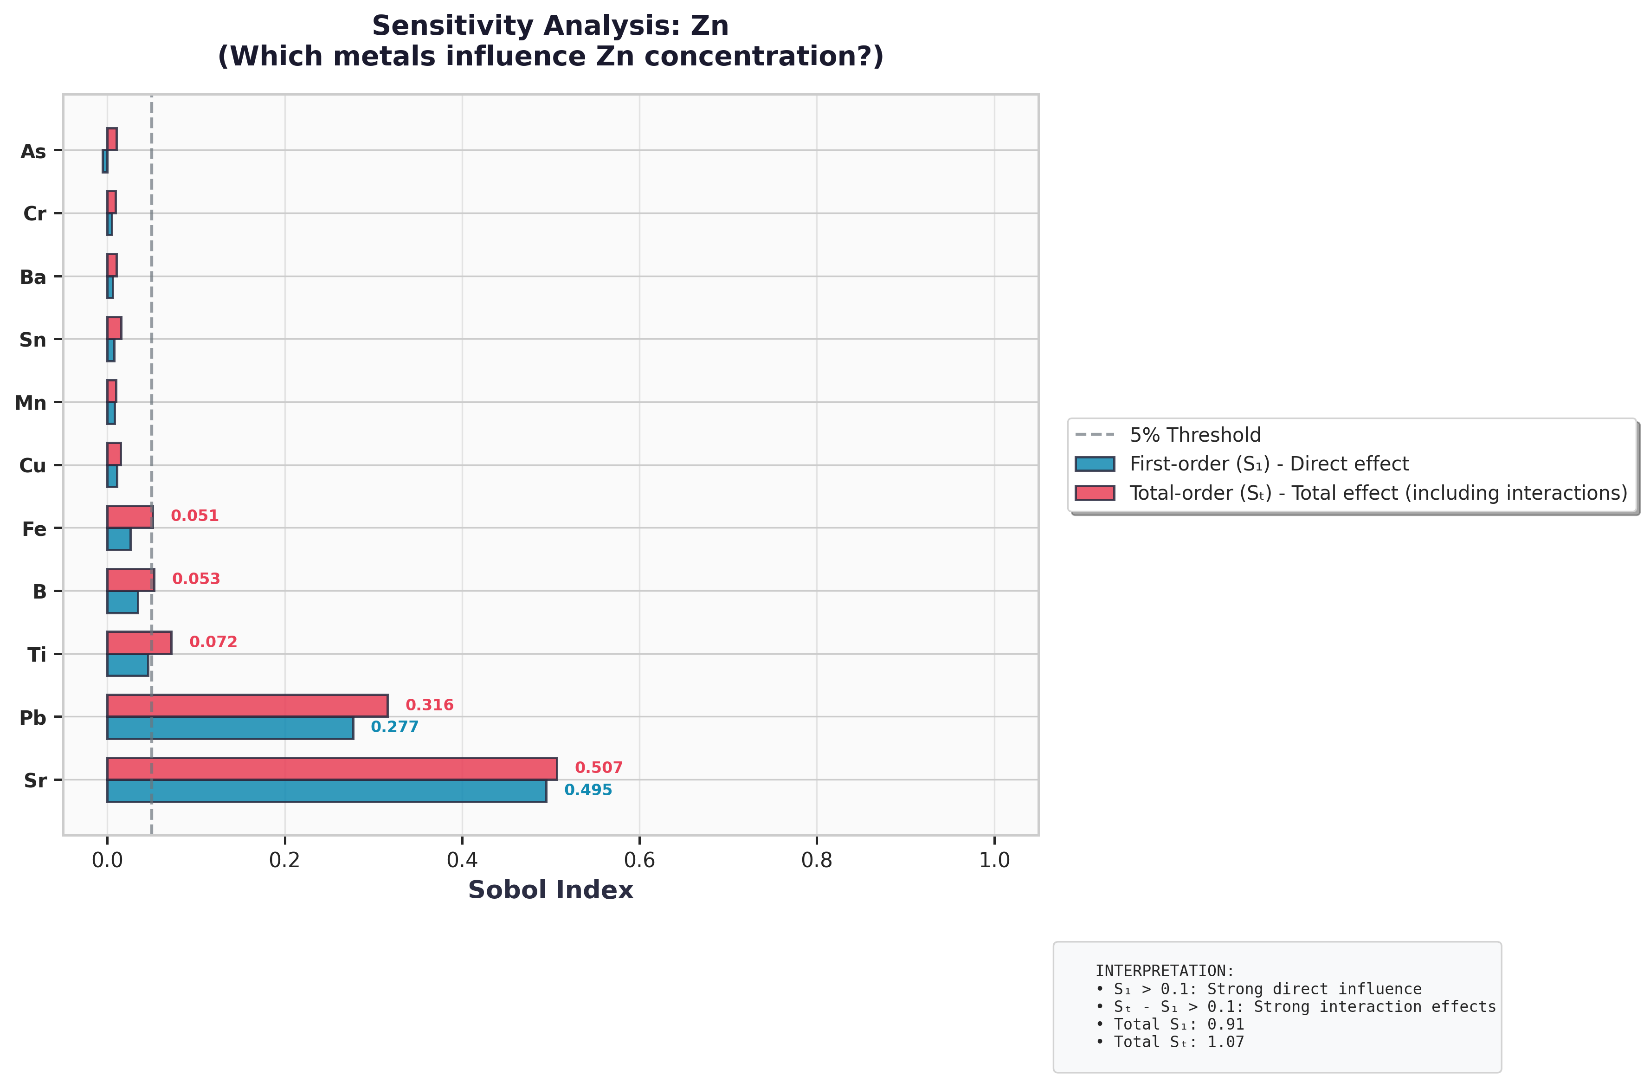 Sensitivity Analysis: Zn
(Which metals influence Zn concentration?)
As
Cr
Ba
Sn
Mn
Cu
Fe
0.051
B
0.053
Ti
0.072
Pb
0.316
0.277
Sr
0.507
0.495
0.0
0.2
0.4
0.6
0.8
1.0
Sobol Index
5% Threshold
First-order (S₁) - Direct effect
Total-order (Sₜ) - Total effect (including interactions)
INTERPRETATION:
• S₁ > 0.1: Strong direct influence
• Sₜ - S₁ > 0.1: Strong interaction effects
• Total S₁: 0.91
• Total Sₜ: 1.07